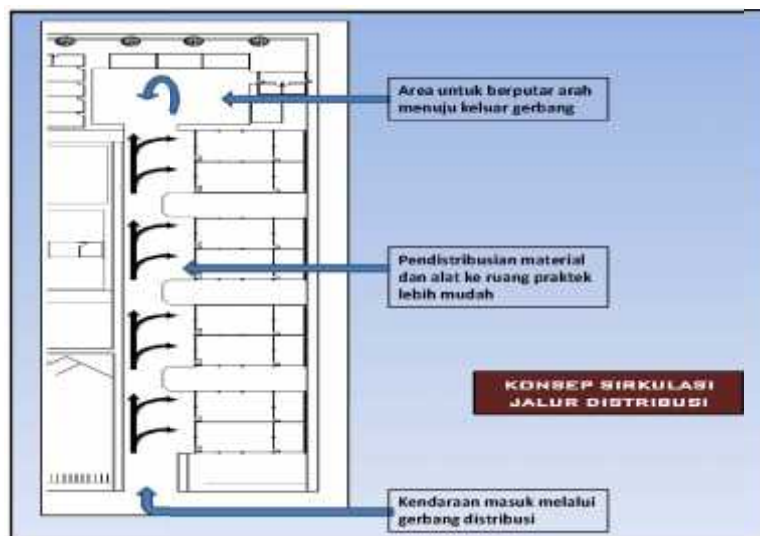 Area untuk berputar arah
menuju keluar gerbang
Pendistribusian material
dan alat ke ruang praktek
lebih mudah
KONSEP SIRKULASI
JALUR DISTRIBUSI
Kendaraan masuk melalui
gerbang distribusi